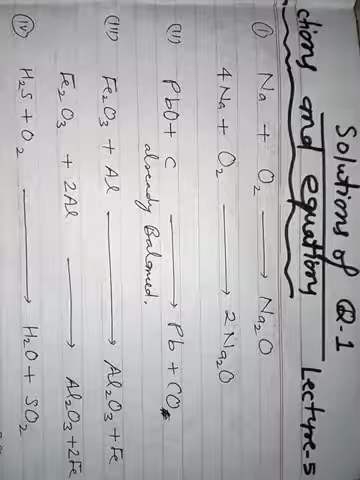 Solutions of Q-1
ctions and equations Lecture-5
(i) Na + O₂ ⟶ Na₂O
4Na + O₂ ⟶ 2Na₂O
(ii) PbO + C ⟶ Pb + CO
already Balanced.
(iii) Fe₂O₃ + Al ⟶ Al₂O₃ + Fe
Fe₂O₃ + 2Al ⟶ Al₂O₃ + 2Fe
(iv) H₂S + O₂ ⟶ H₂O + SO₂